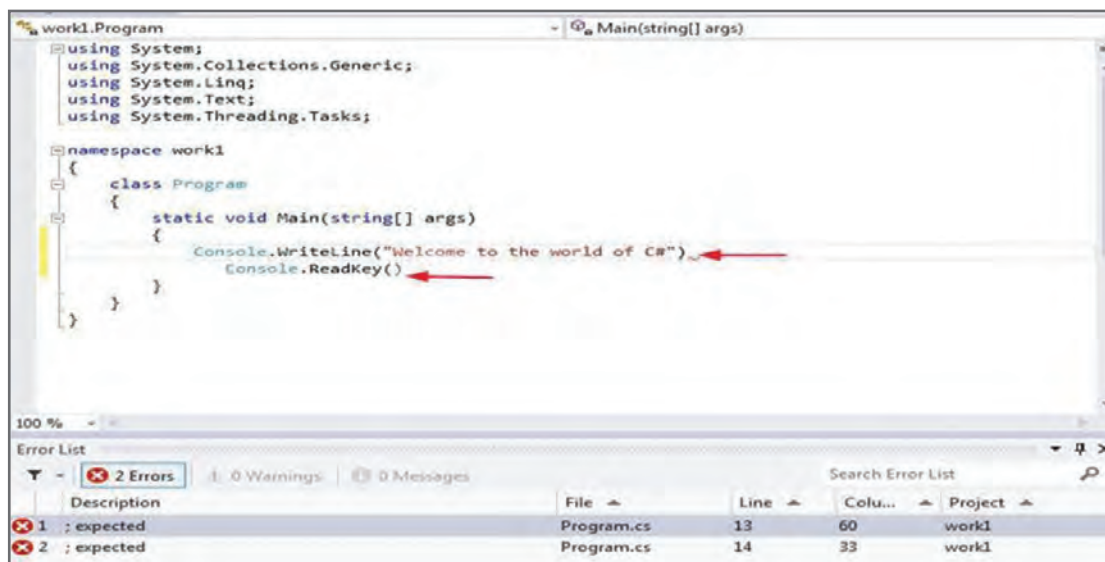 work1.Program Main(string[] args)
using System;
using System.Collections.Generic;
using System.Linq;
using System.Text;
using System.Threading.Tasks;
namespace work1
{
class Program
{
static void Main(string[] args)
{
Console.WriteLine("Welcome to the world of C#")
Console.ReadKey()
}
}
}
100 %
Error List
2 Errors 0 Warnings 0 Messages Search Error List
Description File Line Colu... Project
1 ; expected Program.cs 13 60 work1
2 ; expected Program.cs 14 33 work1